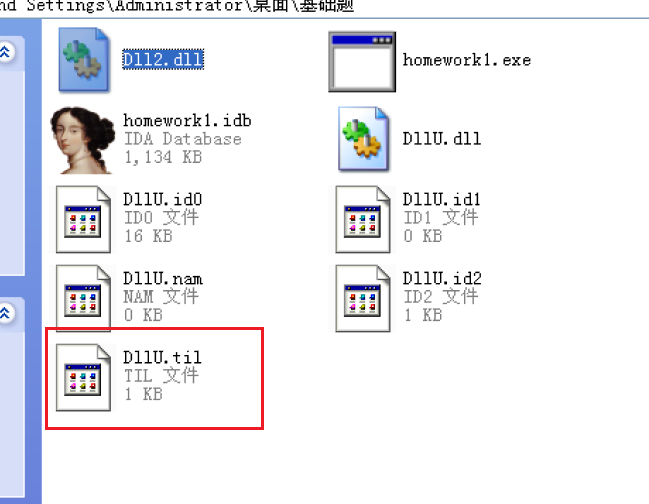 nd Settings\Administrator\桌面\基础题
Dll2.dll
homework1.exe
homework1.idb
IDA Database
1,134 KB
DllU.dll
DllU.id0
ID0 文件
16 KB
DllU.id1
ID1 文件
0 KB
DllU.nam
NAM 文件
0 KB
DllU.id2
ID2 文件
1 KB
DllU.til
TIL 文件
1 KB